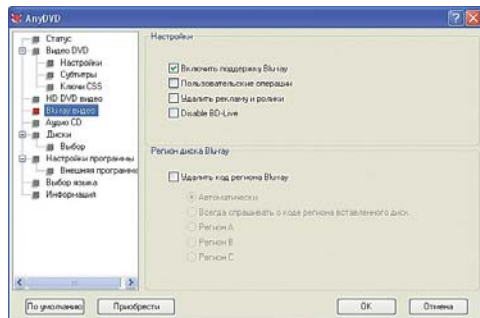 AnyDVD
Статус
Видео DVD
Настройки
Субтитры
Ключи CSS
HD DVD видео
Blu-ray видео
Аудио CD
Диски
Выбор
Настройки программы
Внешняя программа
Выбор языка
Информация
Настройки
Включить поддержку Blu-ray
Пользовательские операции
Удалить рекламу и ролики
Disable BD-Live
Регион диска Blu-ray
Удалить код региона Blu-ray
Автоматически
Всегда спрашивать о коде региона вставленного диск
Регион A
Регион B
Регион C
По умолчанию Приобрести OK Отмена